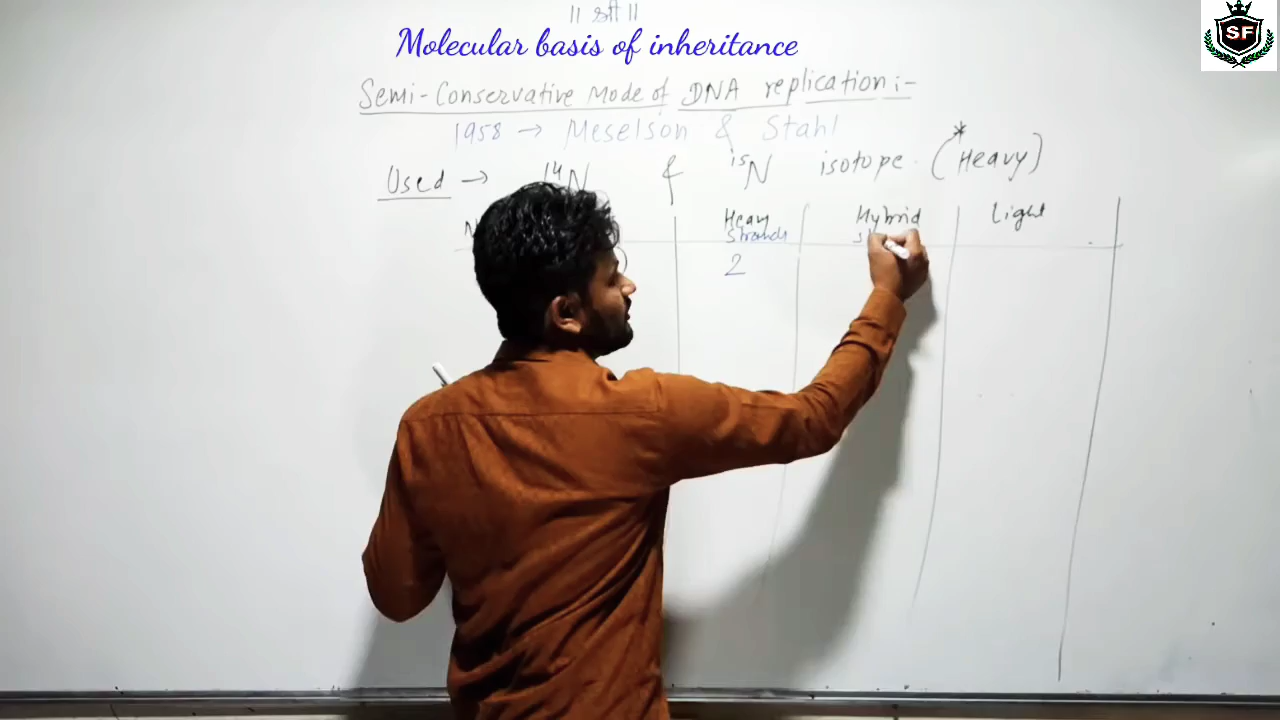 ॥ श्री ॥
SF
Molecular basis of inheritance
Semi-Conservative Mode of DNA replication :-
1958 → Meselson & Stahl
Used → 14N & 15N isotope. (*Heavy)
Heavy Strands Hybrid Light
2